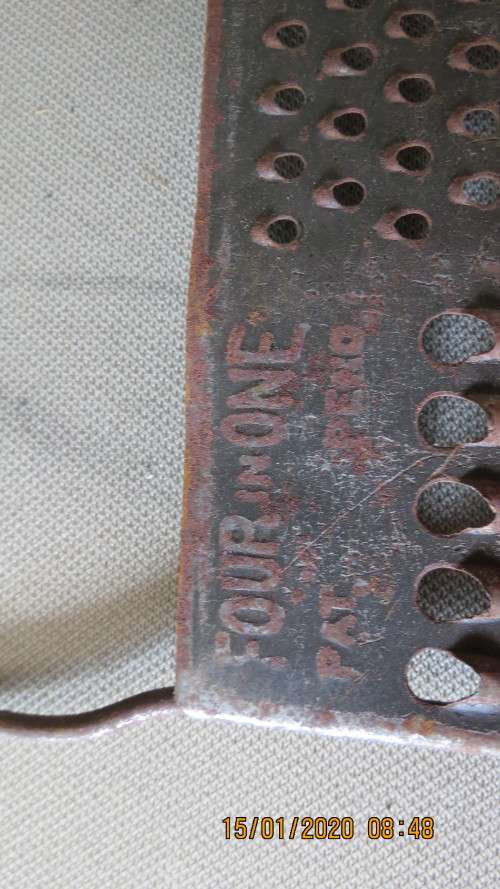 FOUR IN ONE
PAT. PEND.
15/01/2020 08:48